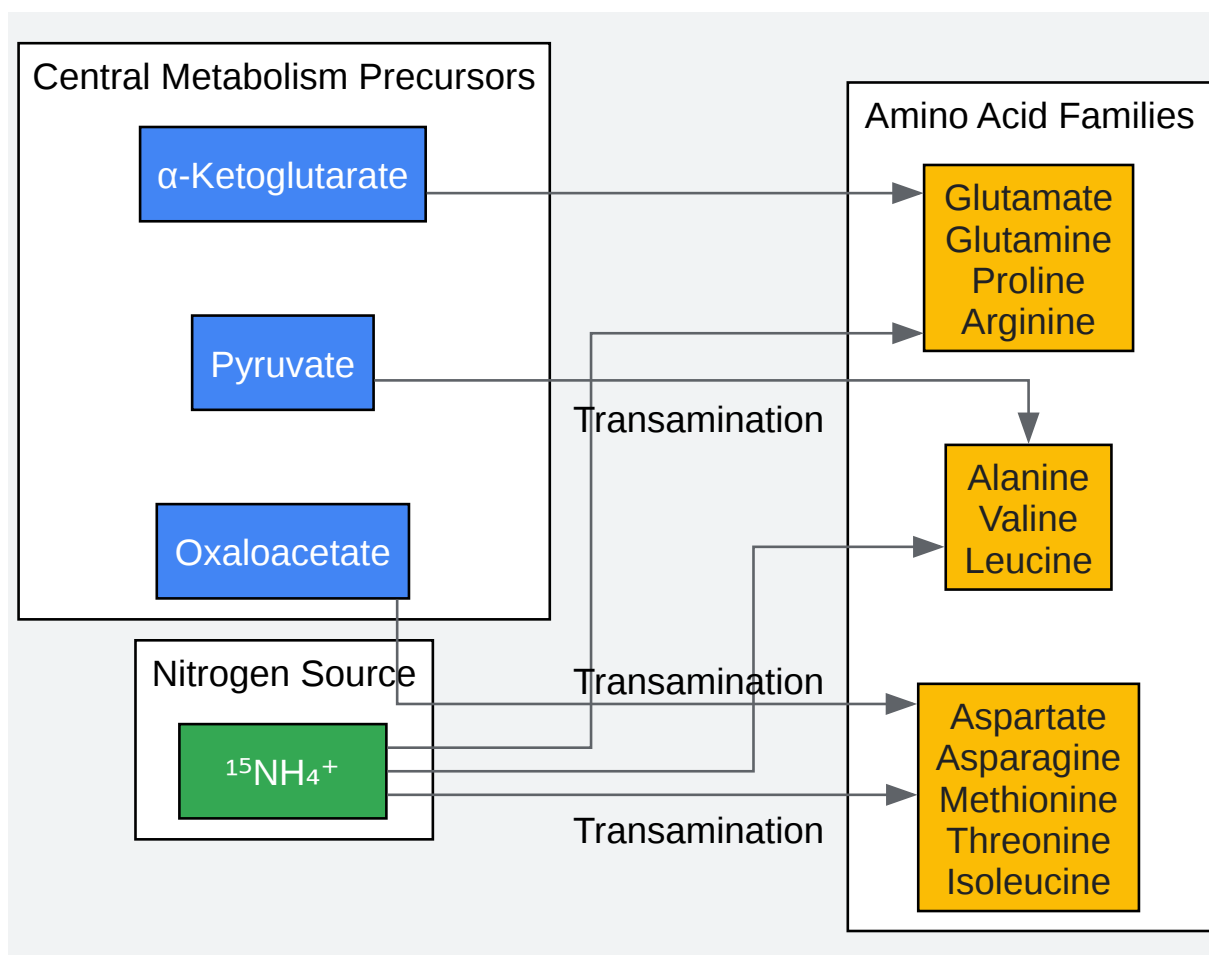 Central Metabolism Precursors
α-Ketoglutarate
Pyruvate
Oxaloacetate
Nitrogen Source
¹⁵NH₄⁺
Transamination
Transamination
Transamination
Amino Acid Families
Glutamate
Glutamine
Proline
Arginine
Alanine
Valine
Leucine
Aspartate
Asparagine
Methionine
Threonine
Isoleucine